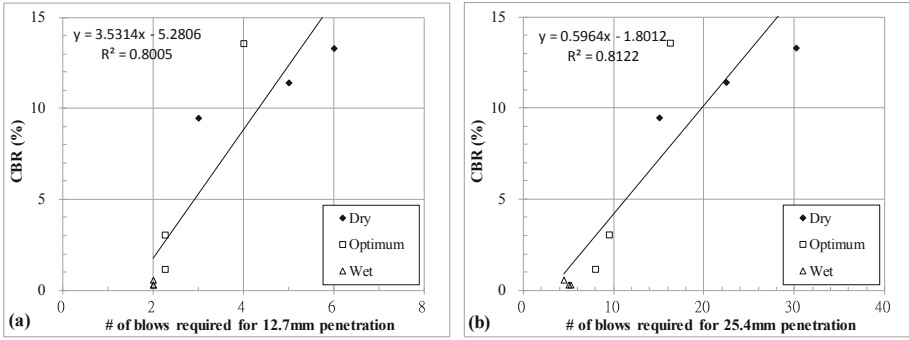 15
10
5
0
CBR (%)
y = 3.5314x - 5.2806
R² = 0.8005
Dry
Optimum
Wet
0 2 4 6 8
(a) # of blows required for 12.7mm penetration
15
10
5
0
CBR (%)
y = 0.5964x - 1.8012
R² = 0.8122
Dry
Optimum
Wet
0 10 20 30 40
(b) # of blows required for 25.4mm penetration